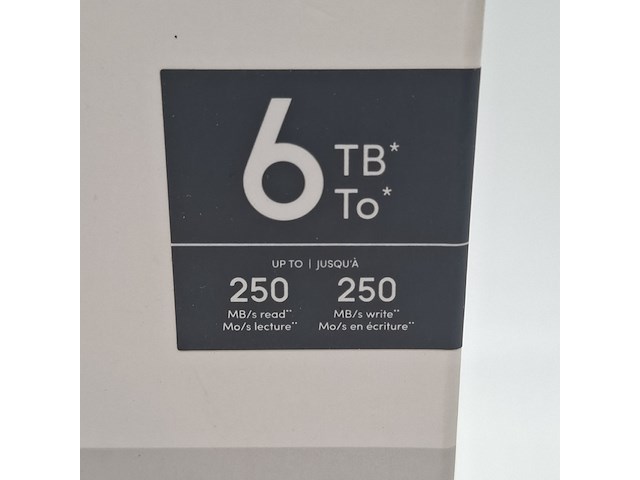 6 TB*
To*
UP TO | JUSQU'À
250 250
MB/s read** MB/s write**
Mo/s lecture** Mo/s en écriture**